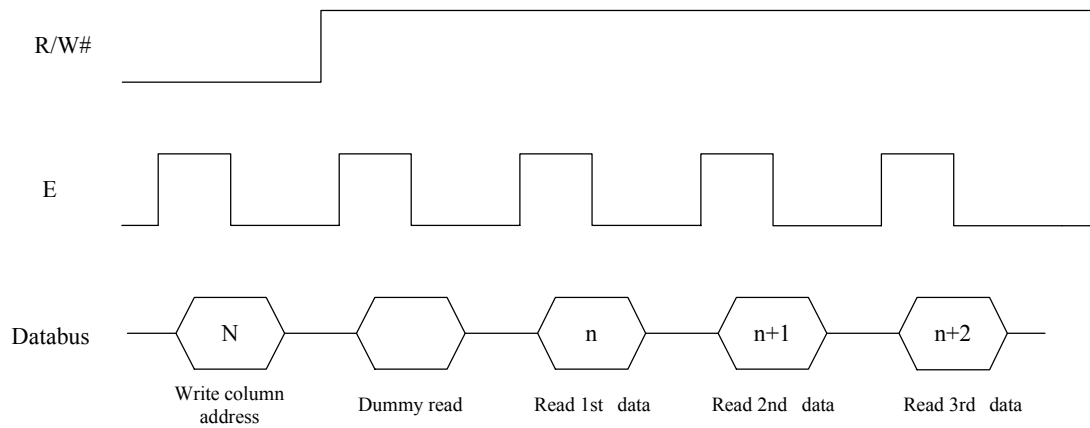 R/W#
E
Databus
N
n
n+1
n+2
Write column
address
Dummy read
Read 1st data
Read 2nd data
Read 3rd data